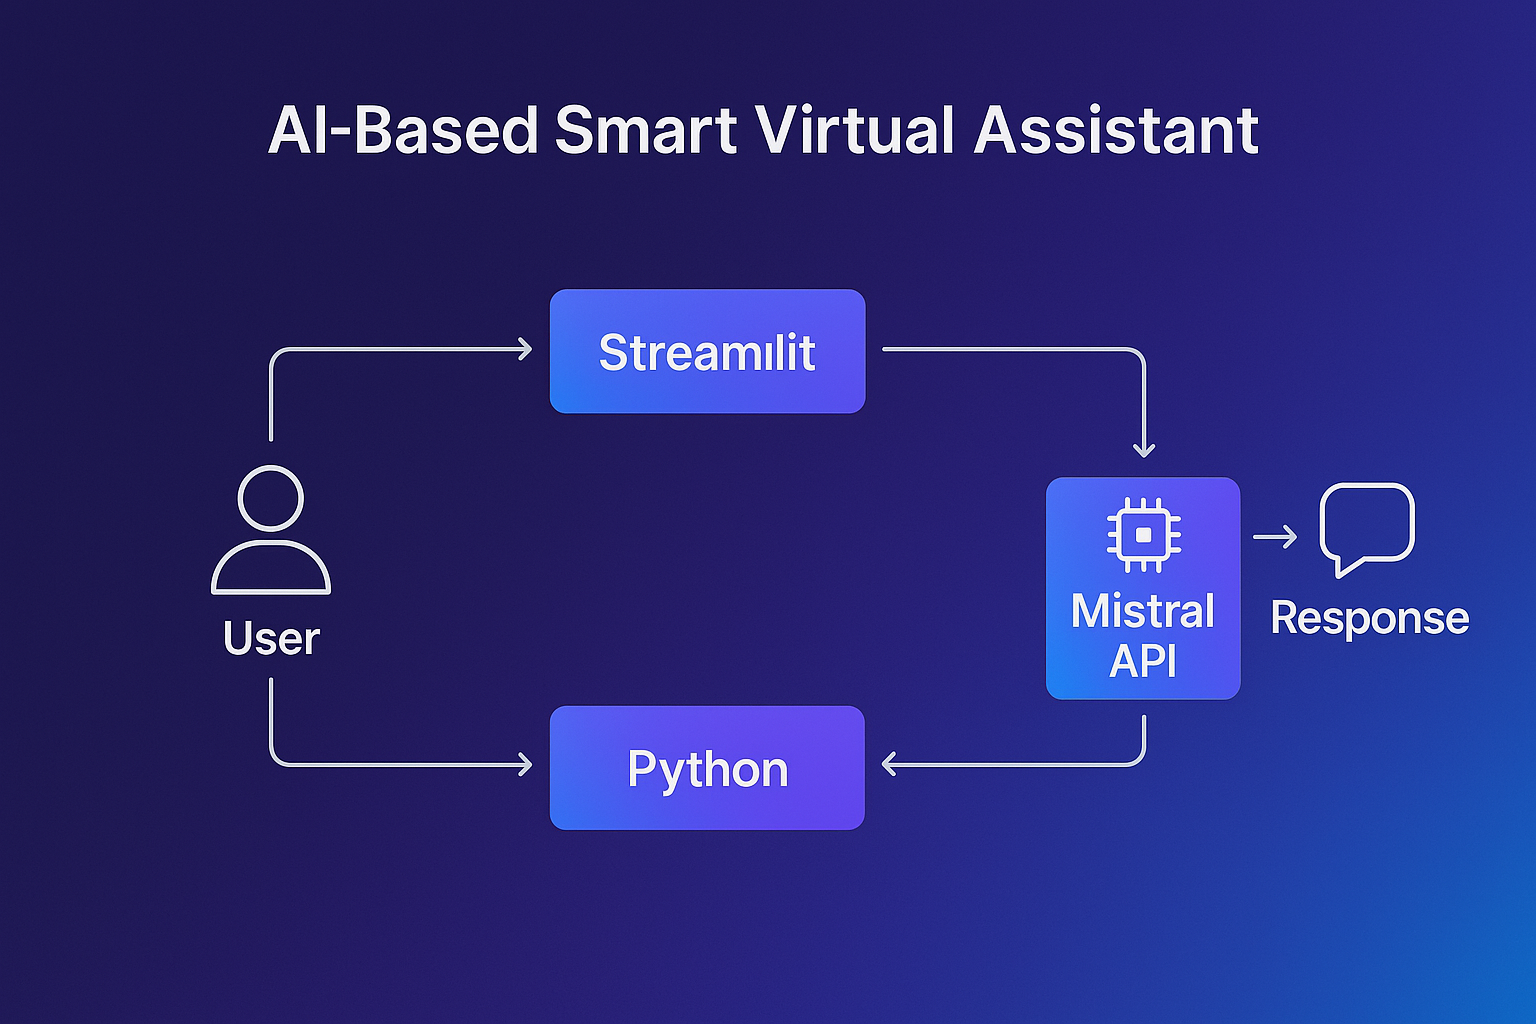 AI-Based Smart Virtual Assistant
Streamılit
User
Mistral
API
Response
Python